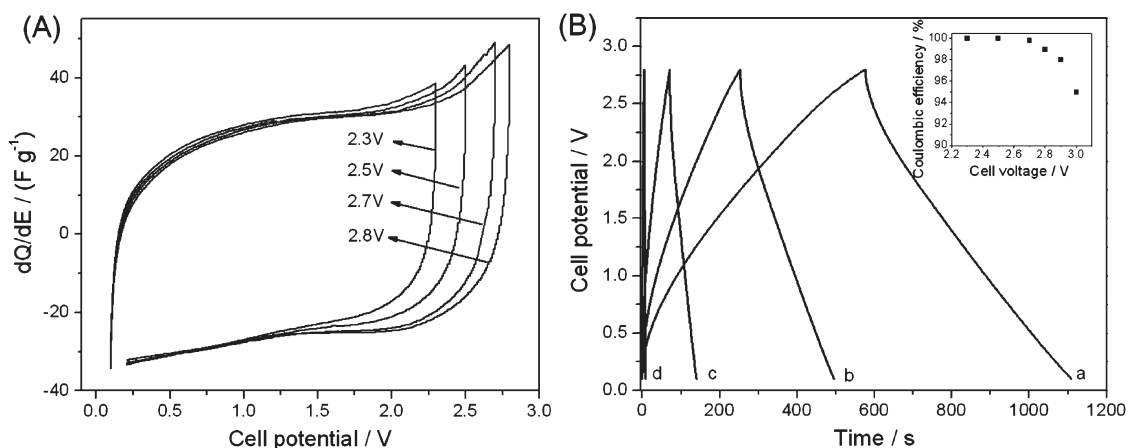 (A)
dQ/dE / (F g⁻¹)
40
20
0
-20
-40
2.3V
2.5V
2.7V
2.8V
0.0 0.5 1.0 1.5 2.0 2.5 3.0
Cell potential / V
(B)
Cell potential / V
3.0
2.5
2.0
1.5
1.0
0.5
0.0
Coulombic efficiency / %
100
98
96
94
92
90
2.2 2.4 2.6 2.8 3.0
Cell voltage / V
d c b a
0 200 400 600 800 1000 1200
Time / s